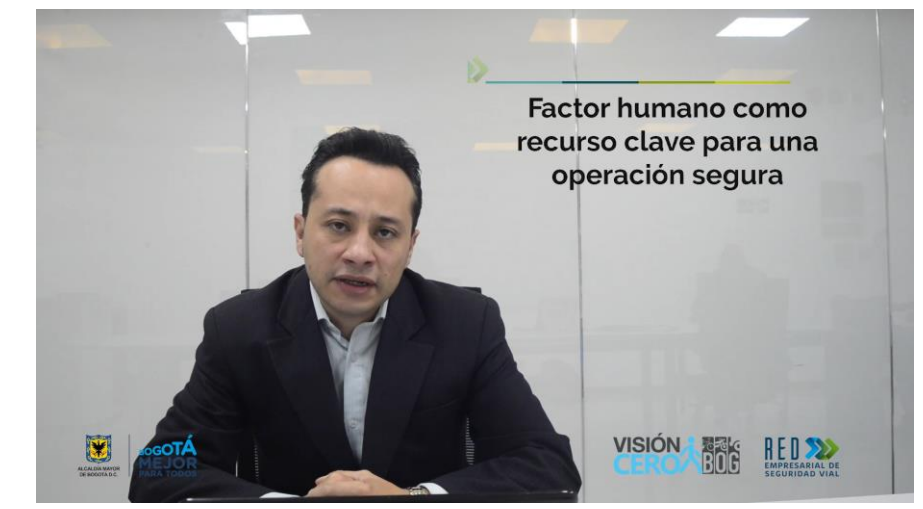 Factor humano como
recurso clave para una
operación segura
ALCALDÍA MAYOR
DE BOGOTÁ D.C.
BOGOTÁ
MEJOR
PARA TODOS
VISIÓN
CERO
BOG
RED
EMPRESARIAL DE
SEGURIDAD VIAL